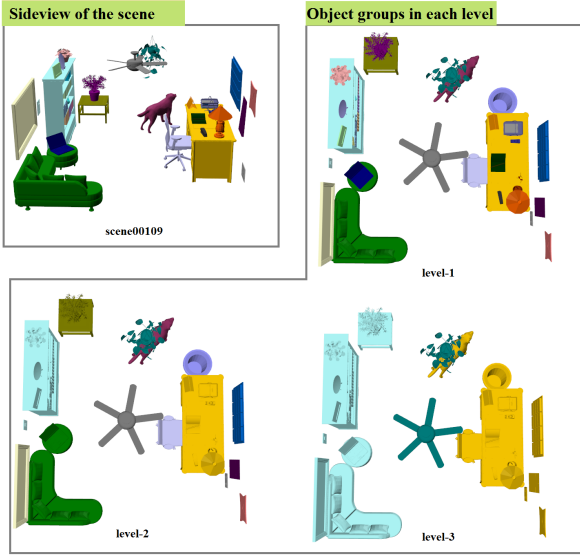 Sideview of the scene
Object groups in each level
scene00109
level-1
level-2
level-3